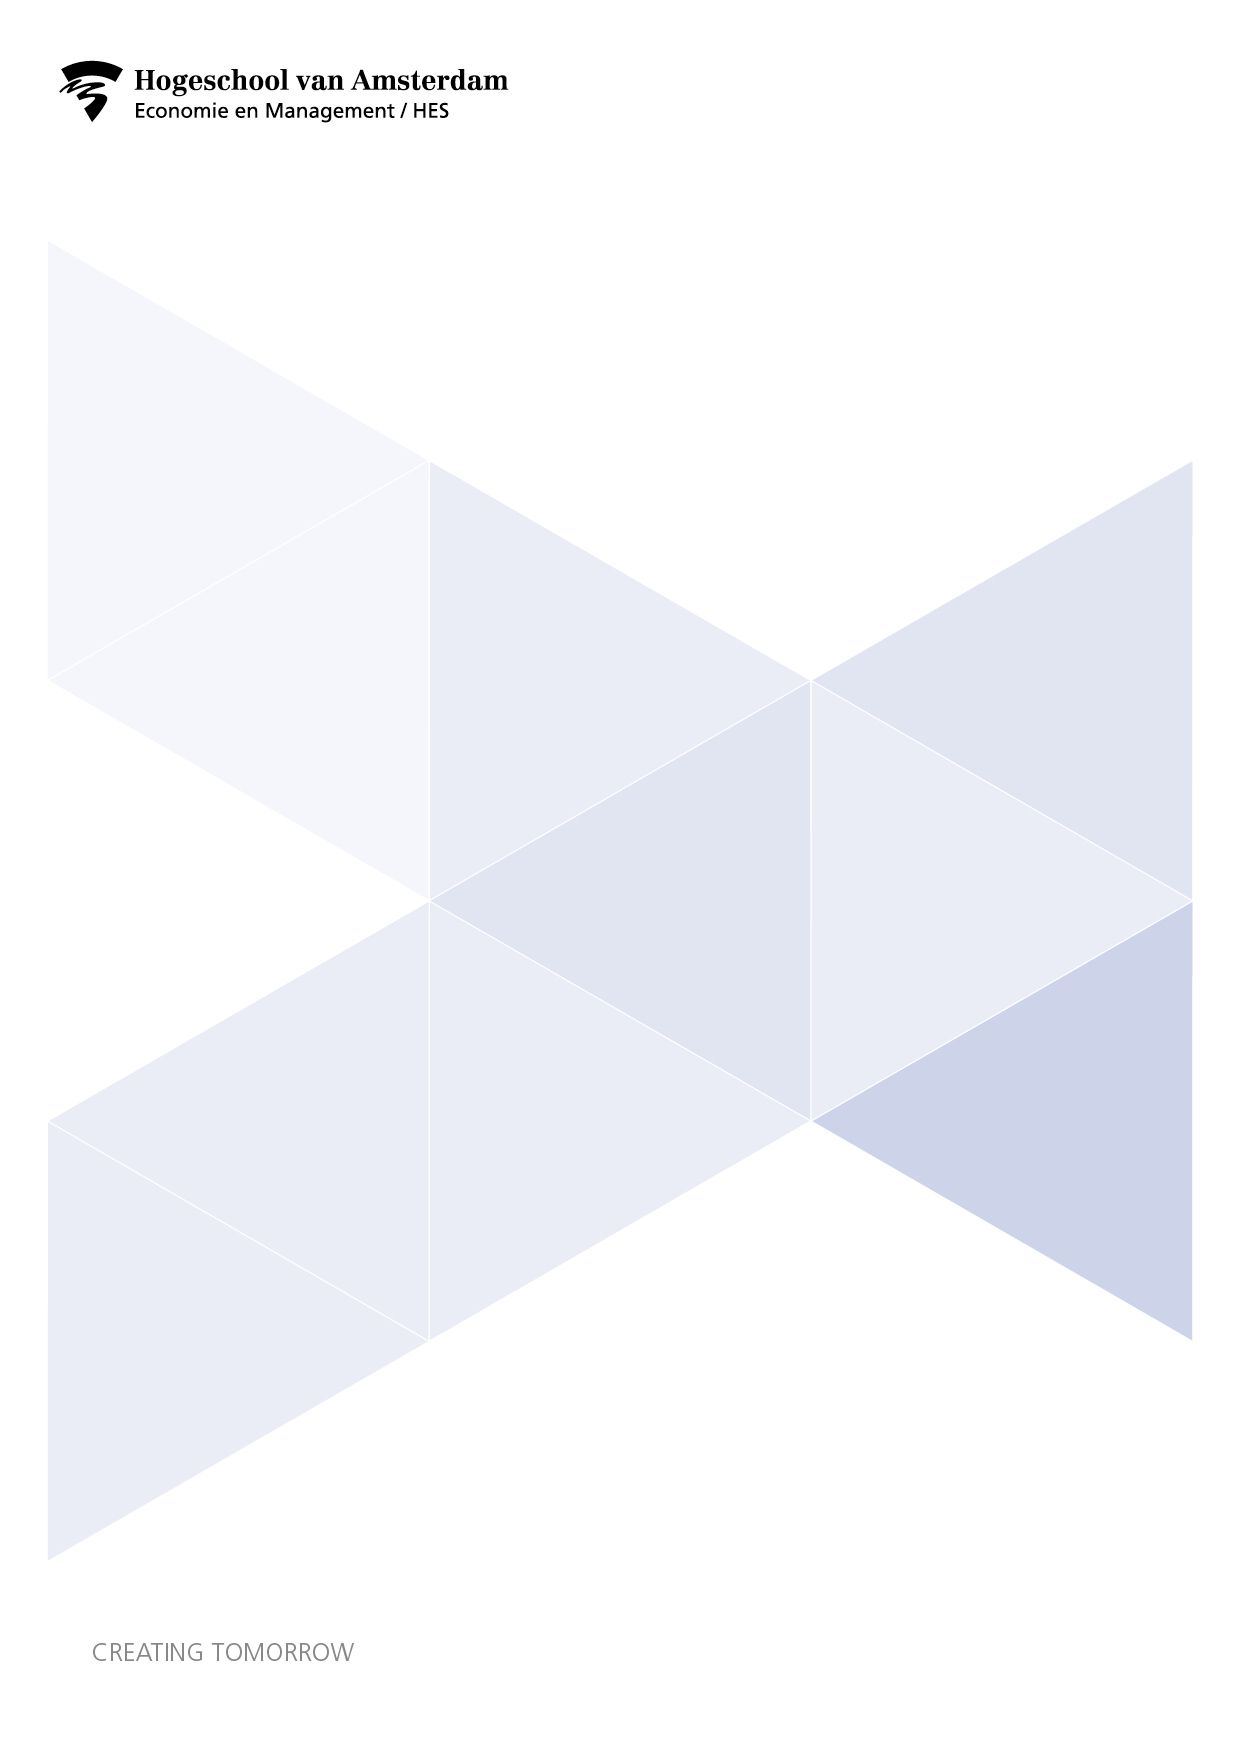 Hogeschool van Amsterdam
Economie en Management / HES
CREATING TOMORROW